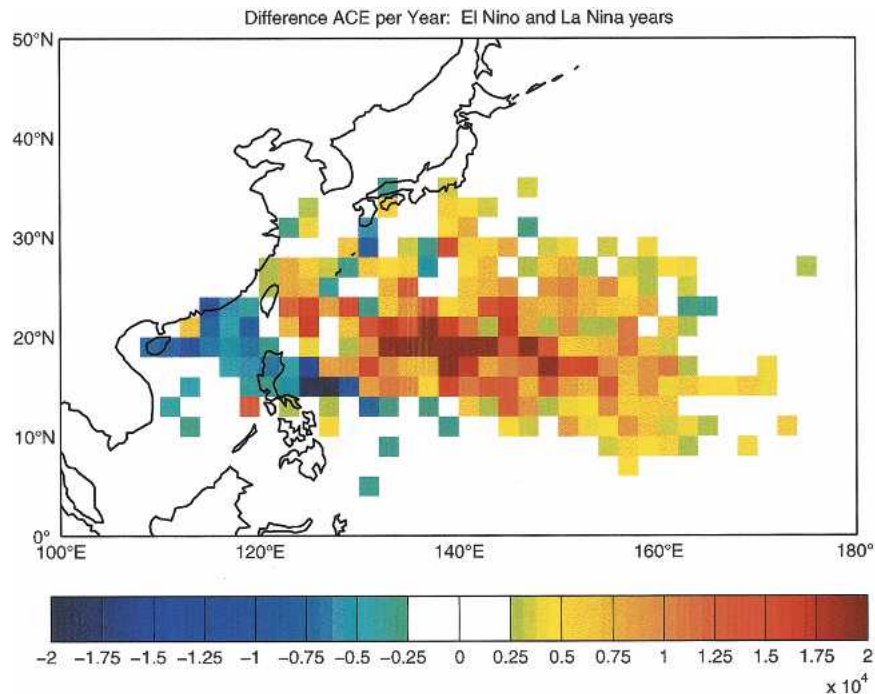 Difference ACE per Year: El Nino and La Nina years
50°N
40°N
30°N
20°N
10°N
0°
100°E 120°E 140°E 160°E 180°
−2 −1.75 −1.5 −1.25 −1 −0.75 −0.5 −0.25 0 0.25 0.5 0.75 1 1.25 1.5 1.75 2
x 10⁴